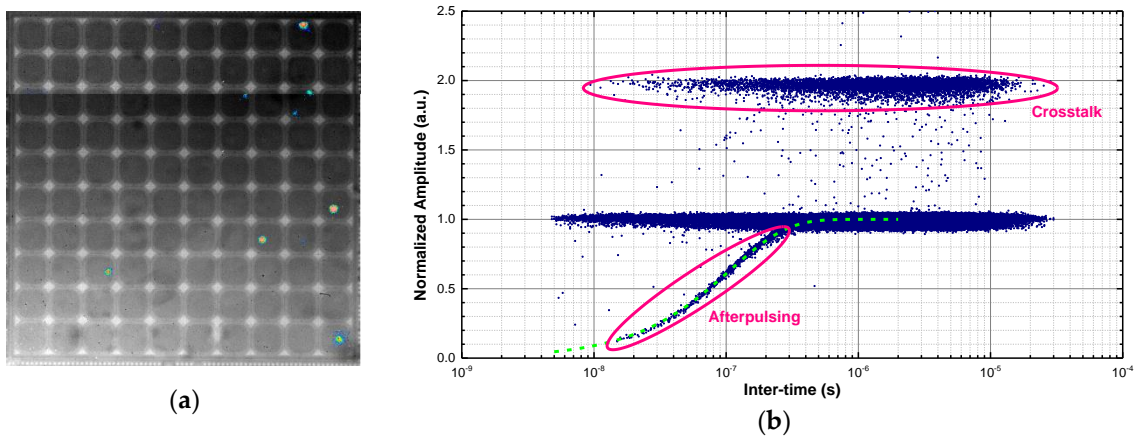 2.5
2.0
1.5
1.0
0.5
0.0
Normalized Amplitude (a.u.)
Crosstalk
Afterpulsing
10⁻⁹
10⁻⁸
10⁻⁷
10⁻⁶
10⁻⁵
10⁻⁴
Inter-time (s)
(a)
(b)